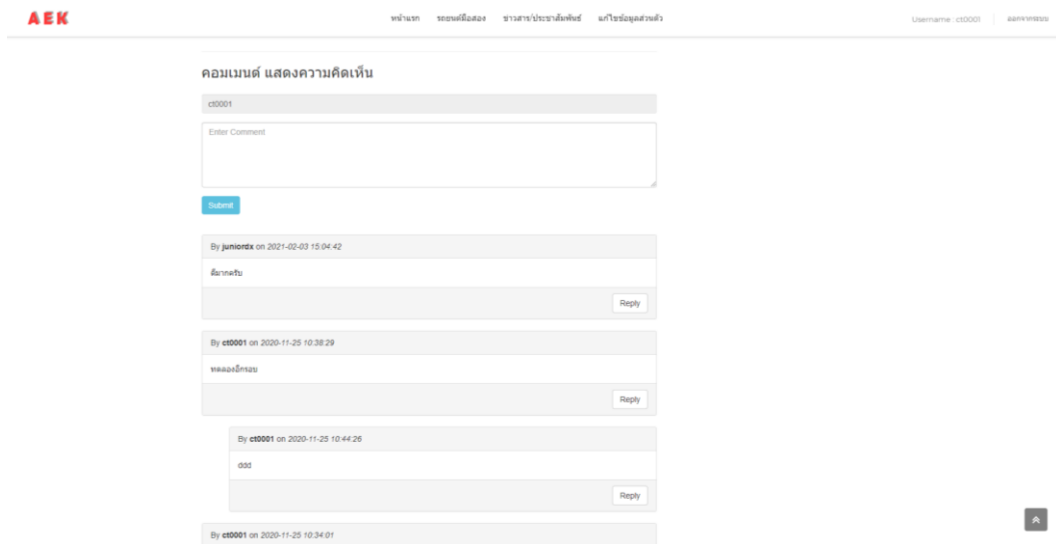 AEK
หน้าแรก รถยนต์มือสอง ข่าวสาร/ประชาสัมพันธ์ แก้ไขข้อมูลส่วนตัว Username : ct0001 ออกจากระบบ
คอมเมนต์ แสดงความคิดเห็น
ct0001
Enter Comment
Submit
By juniordx on 2021-02-03 15:04:42
ดีมากครับ
Reply
By ct0001 on 2020-11-25 10:38:29
ทดลองอีกรอบ
Reply
By ct0001 on 2020-11-25 10:44:26
ddd
Reply
By ct0001 on 2020-11-25 10:34:01